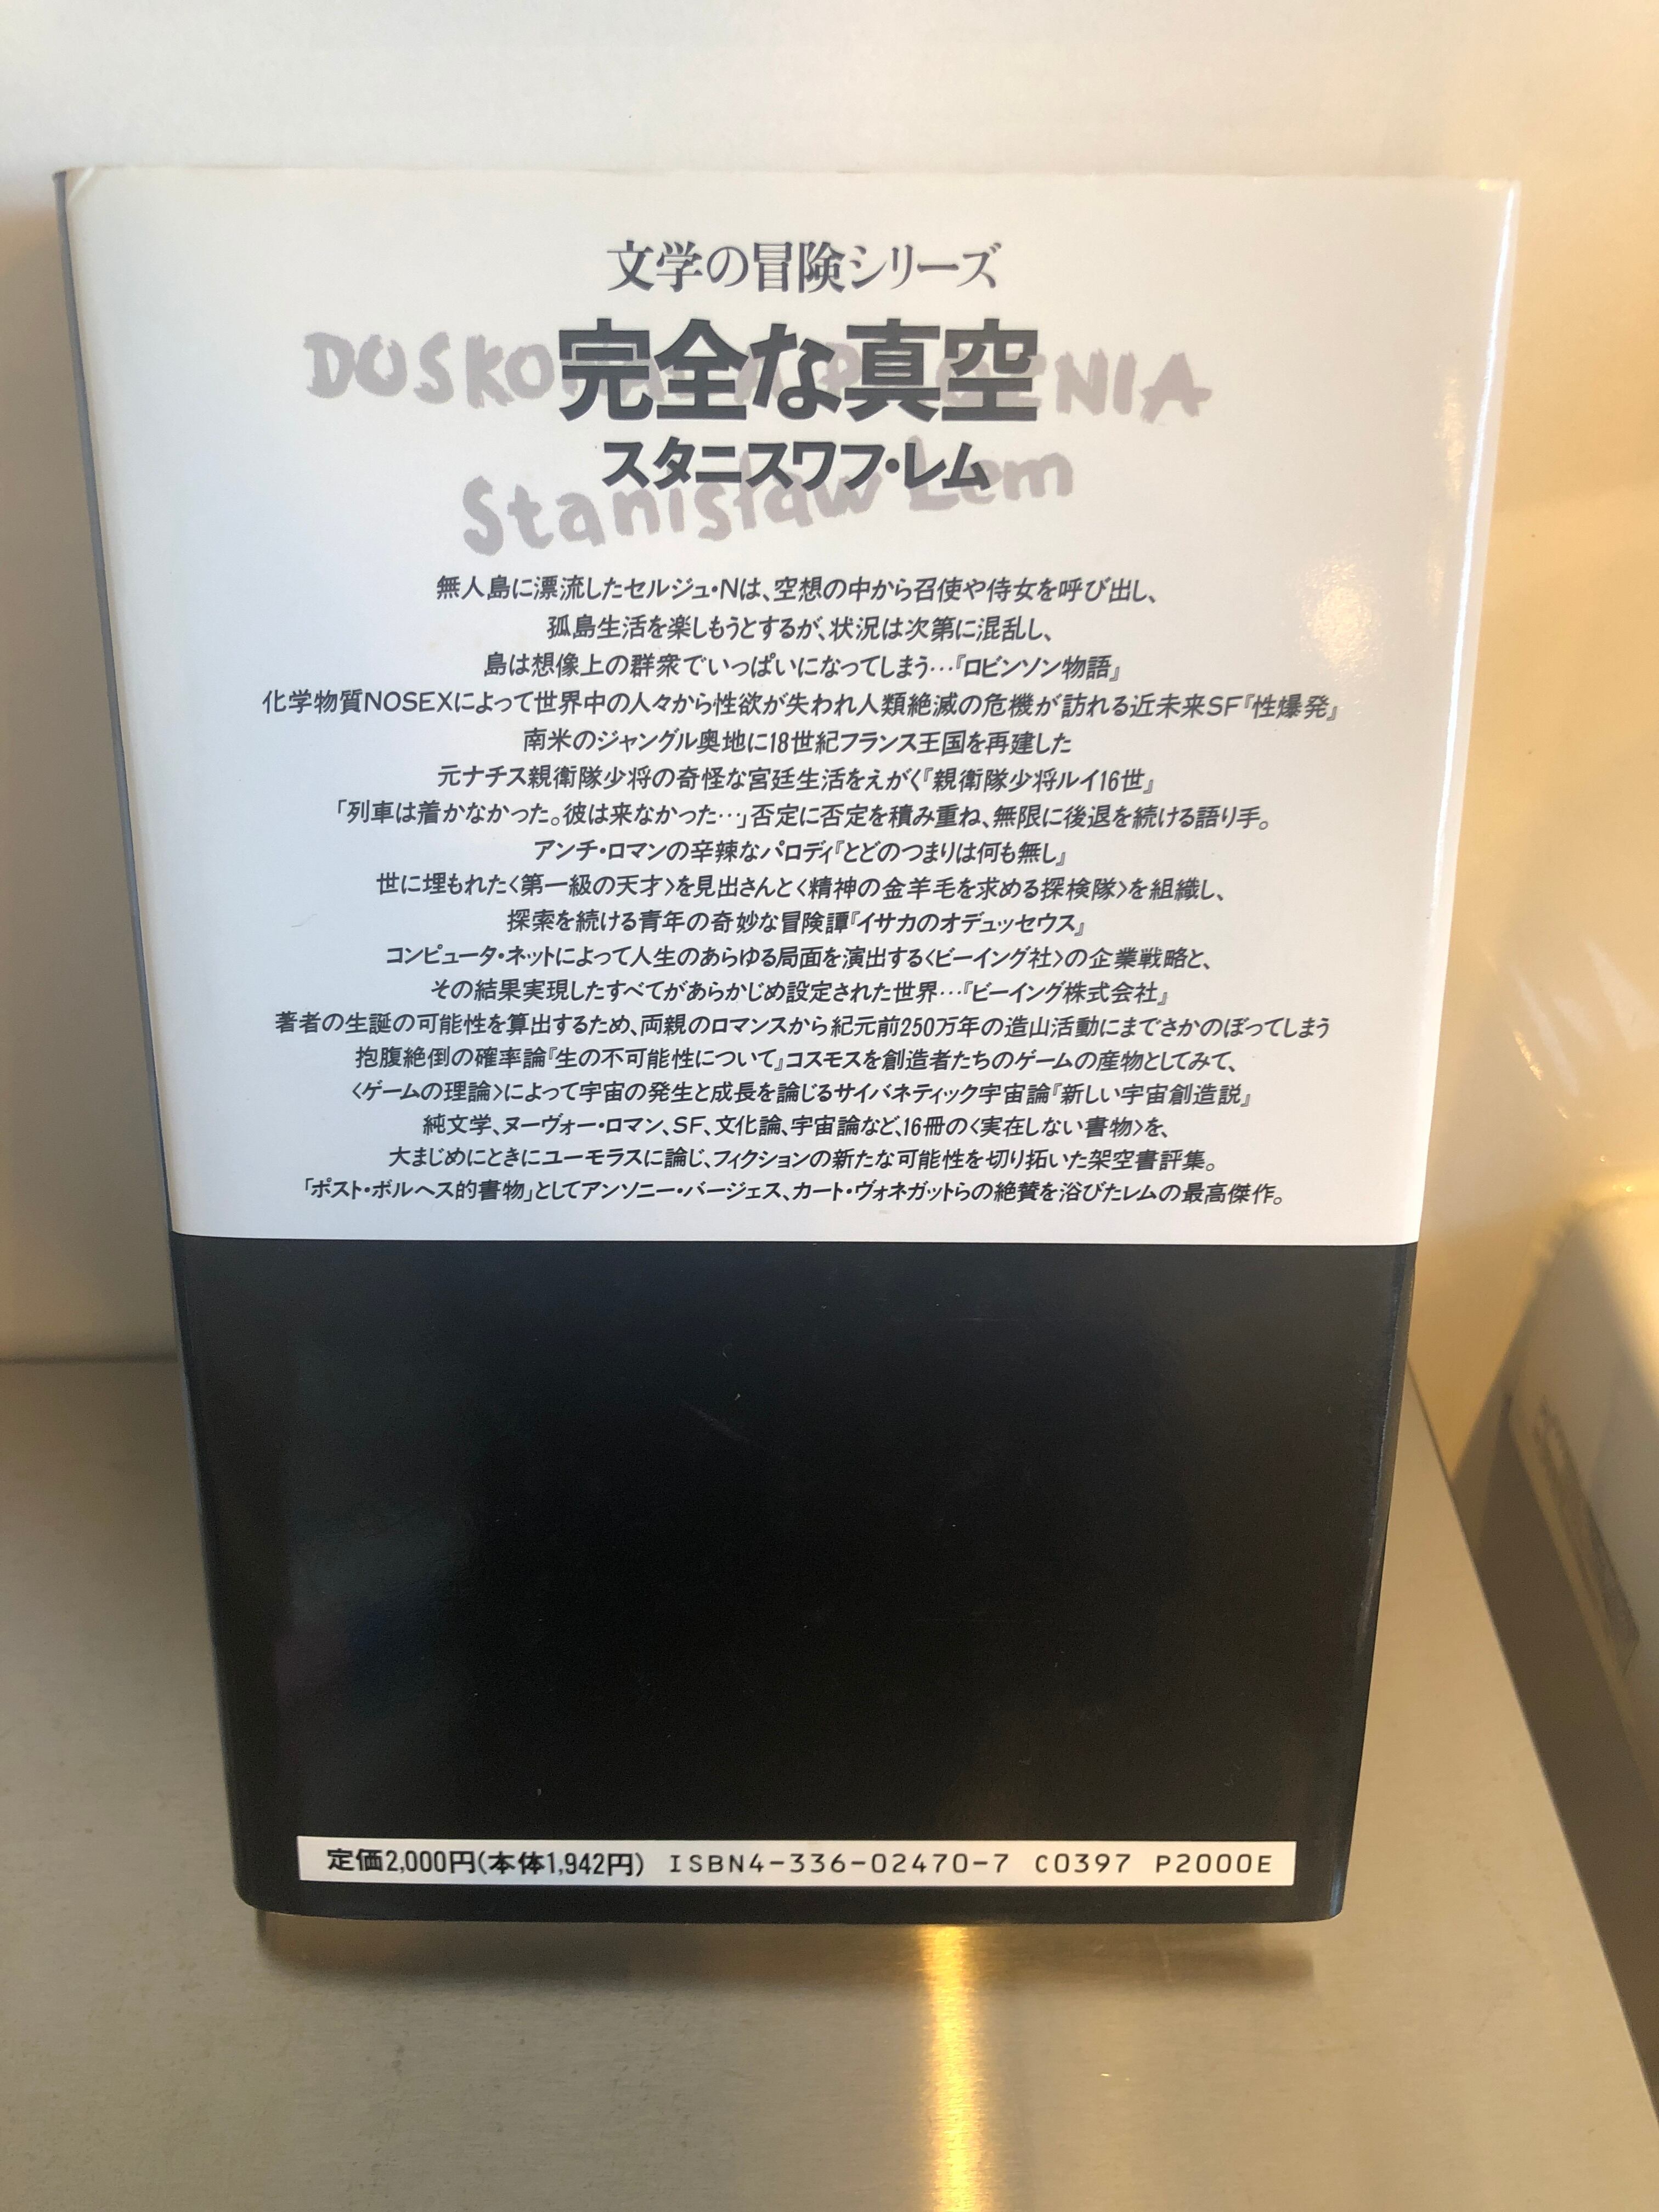 文学の冒険シリーズ
完全な真空
スタニスワフ・レム
Stanisław Lem
無人島に漂流したセルジュ・Nは、空想の中から召使や侍女を呼び出し、
孤島生活を楽しもうとするが、状況は次第に混乱し、
島は想像上の群衆でいっぱいになってしまう…『ロビンソン物語』
化学物質NOSEXによって世界中の人々から性欲が失われ人類絶滅の危機が訪れる近未来SF『性爆発』
南米のジャングル奥地に18世紀フランス王国を再建した
元ナチス親衛隊少将の奇怪な宮廷生活をえがく『親衛隊少将ルイ16世』
「列車は着かなかった。彼は来なかった…」否定に否定を積み重ね、無限に後退を続ける語り手。
アンチ・ロマンの辛辣なパロディ『とどのつまりは何も無し』
世に埋もれた〈第一級の天才〉を見出さんと〈精神の金羊毛を求める探検隊〉を組織し、
探索を続ける青年の奇妙な冒険譚『イサカのオデュッセウス』
コンピュータ・ネットによって人生のあらゆる局面を演出する〈ビーイング社〉の企業戦略と、
その結果実現したすべてがあらかじめ設定された世界…『ビーイング株式会社』
著者の生誕の可能性を算出するため、両親のロマンスから紀元前250万年の造山活動にまでさかのぼってしまう
抱腹絶倒の確率論『生の不可能性について』コスモスを創造者たちのゲームの産物としてみて、
〈ゲームの理論〉によって宇宙の発生と成長を論じるサイバネティック宇宙論『新しい宇宙創造説』
純文学、ヌーヴォー・ロマン、SF、文化論、宇宙論など、16冊の〈実在しない書物〉を、
大まじめにときにユーモラスに論じ、フィクションの新たな可能性を切り拓いた架空書評集。
「ポスト・ボルヘス的書物」としてアンソニー・バージェス、カート・ヴォネガットらの絶賛を浴びたレムの最高傑作。
定価2,000円(本体1,942円) ISBN4-336-02470-7 C0397 P2000E